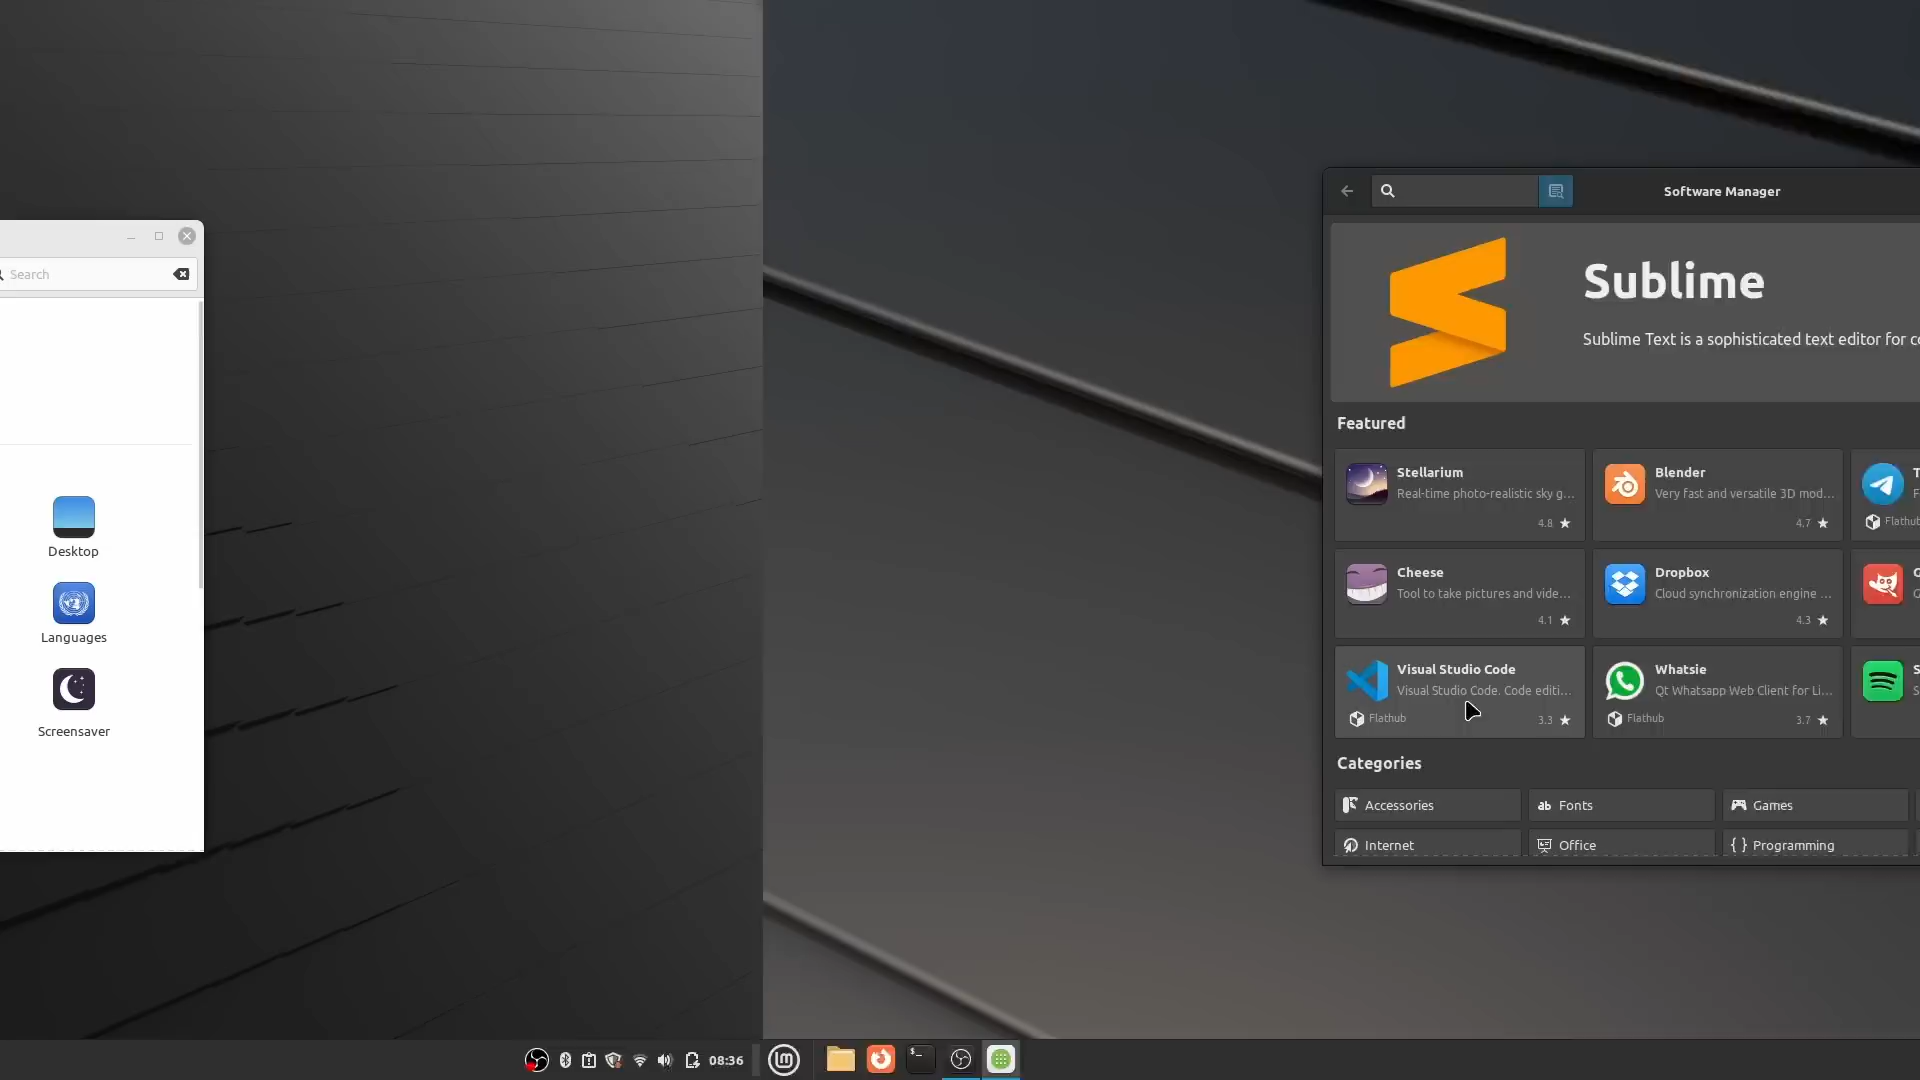 Search
Desktop
Languages
Screensaver
08:36
Software Manager
Sublime
Sublime Text is a sophisticated text editor for co
Featured
Stellarium
Real-time photo-realistic sky g...
4.8
Blender
Very fast and versatile 3D mod...
4.7
T
F
Flathub
Cheese
Tool to take pictures and vide...
4.1
Dropbox
Cloud synchronization engine ...
4.3
G
G
Visual Studio Code
Visual Studio Code. Code editi...
Flathub
3.3
Whatsie
Qt Whatsapp Web Client for Li...
Flathub
3.7
S
S
Categories
Accessories
ab Fonts
Games
Internet
Office
{ } Programming